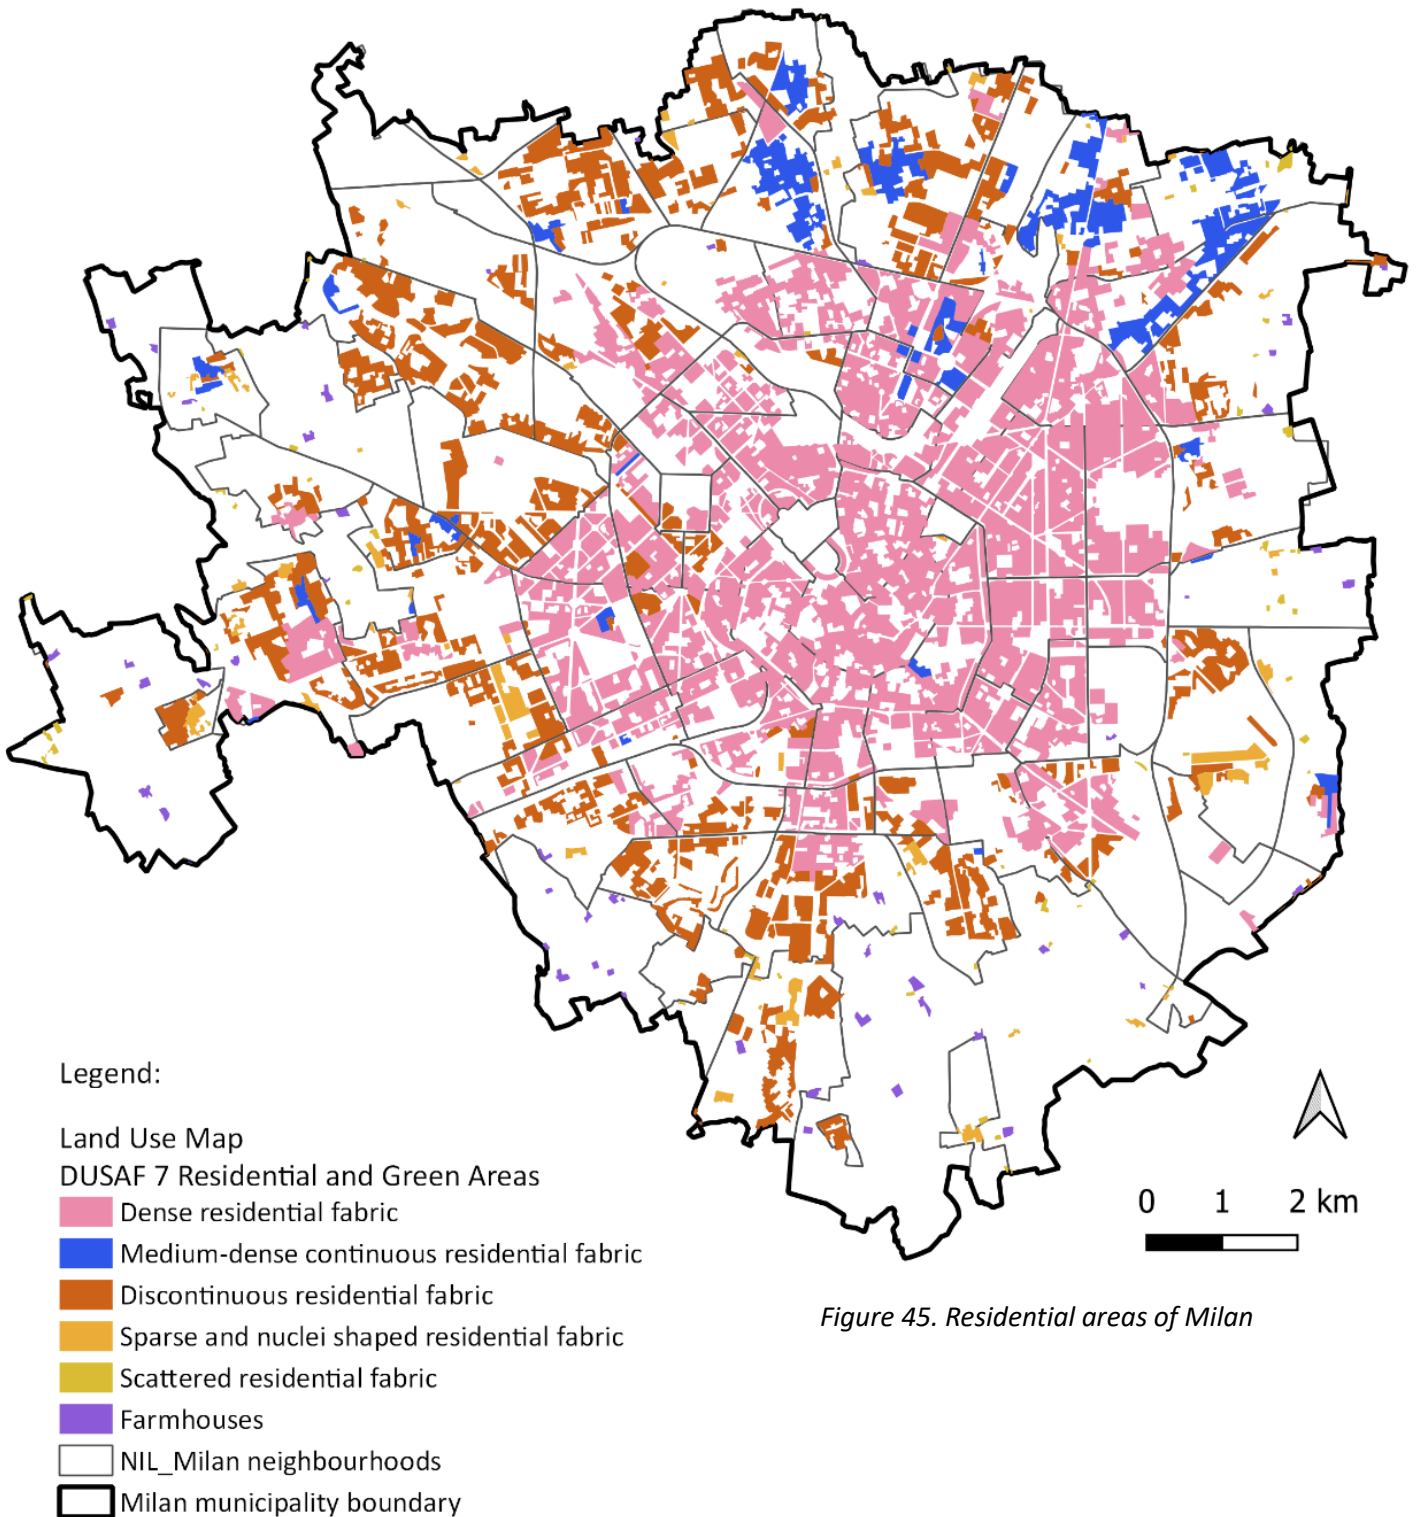 Legend:
Land Use Map
DUSAF 7 Residential and Green Areas
Dense residential fabric
Medium-dense continuous residential fabric
Discontinuous residential fabric
Sparse and nuclei shaped residential fabric
Scattered residential fabric
Farmhouses
NIL_Milan neighbourhoods
Milan municipality boundary
0 1 2 km
Figure 45. Residential areas of Milan